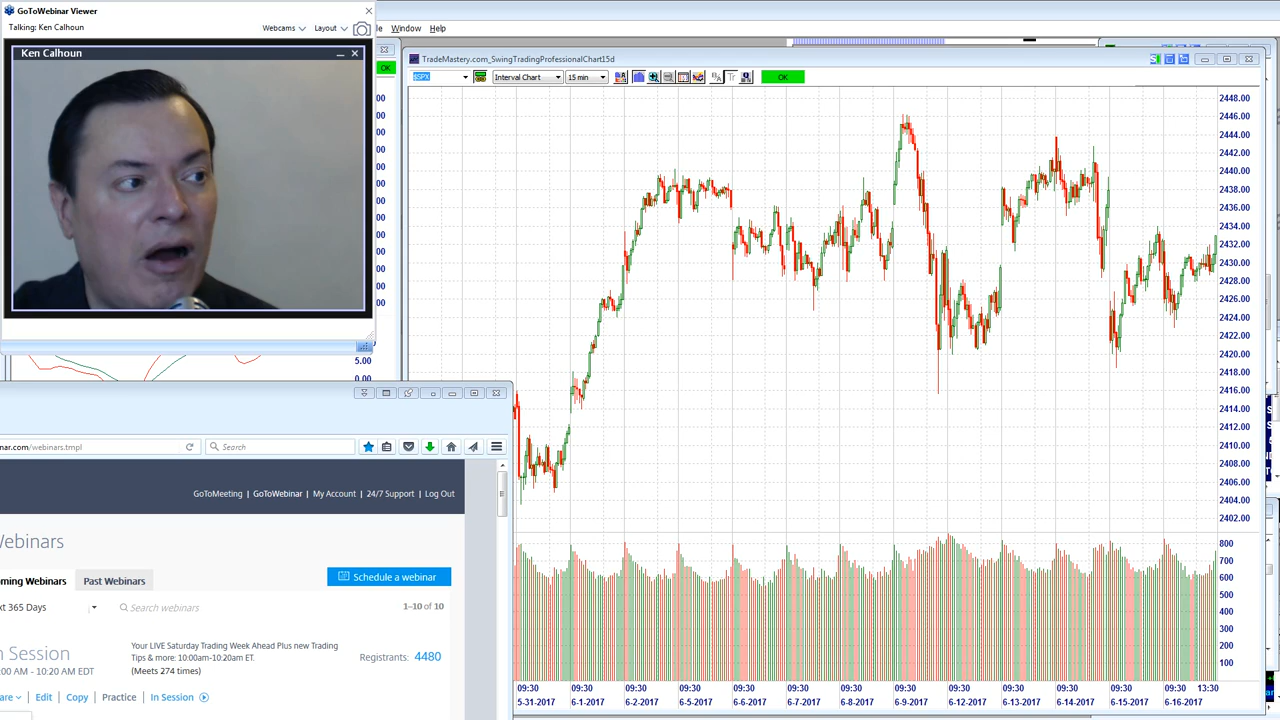 GoToWebinar Viewer
Talking: Ken Calhoun
Webcams
Layout
Ken Calhoun
Window
Help
OK
5.00
0.00
TradeMastery.com_SwingTradingProfessionalChart15d
$SPX
Interval Chart
15 min
OK
2448.00
2446.00
2444.00
2442.00
2440.00
2438.00
2436.00
2434.00
2432.00
2430.00
2428.00
2426.00
2424.00
2422.00
2420.00
2418.00
2416.00
2414.00
2412.00
2410.00
2408.00
2406.00
2404.00
2402.00
800
700
600
500
400
300
200
100
09:30 09:30 09:30 09:30 09:30 09:30 09:30 09:30 09:30 09:30 09:30 09:30 09:30 13:30
5-31-2017 6-1-2017 6-2-2017 6-5-2017 6-6-2017 6-7-2017 6-8-2017 6-9-2017 6-12-2017 6-13-2017 6-14-2017 6-15-2017 6-16-2017
nar.com/webinars.tmpl
Search
GoToMeeting | GoToWebinar | My Account | 24/7 Support | Log Out
Webinars
oming Webinars
Past Webinars
Schedule a webinar
xt 365 Days
Search webinars
1–10 of 10
n Session
:00 AM - 10:20 AM EDT
Your LIVE Saturday Trading Week Ahead Plus new Trading
Tips & more: 10:00am-10:20am ET.
(Meets 274 times)
Registrants: 4480
are
Edit
Copy
Practice
In Session